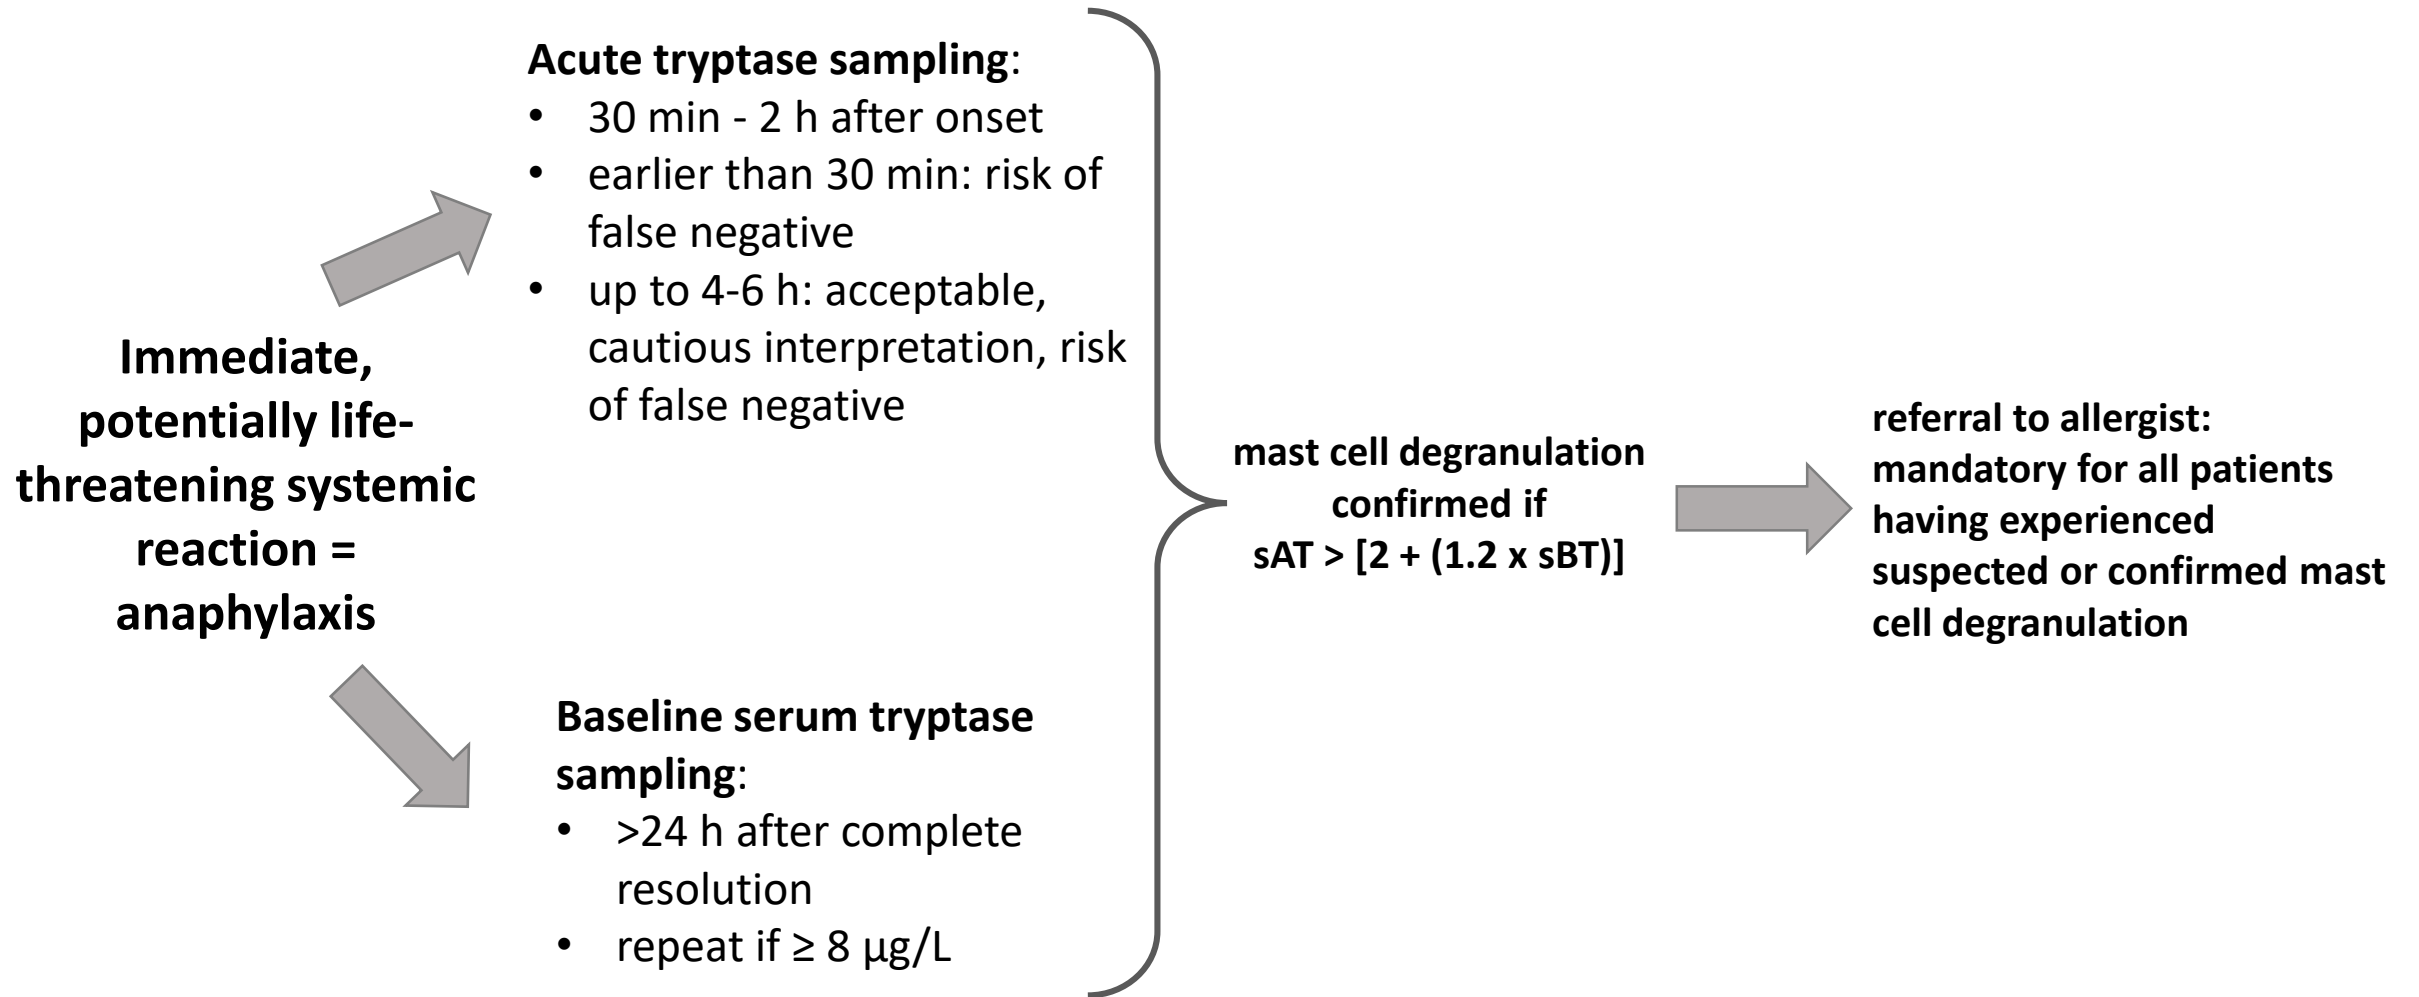 Immediate,
potentially life-
threatening systemic
reaction =
anaphylaxis
Acute tryptase sampling:
• 30 min - 2 h after onset
• earlier than 30 min: risk of
false negative
• up to 4-6 h: acceptable,
cautious interpretation, risk
of false negative
Baseline serum tryptase
sampling:
• >24 h after complete
resolution
• repeat if ≥ 8 µg/L
mast cell degranulation
confirmed if
sAT > [2 + (1.2 x sBT)]
referral to allergist:
mandatory for all patients
having experienced
suspected or confirmed mast
cell degranulation